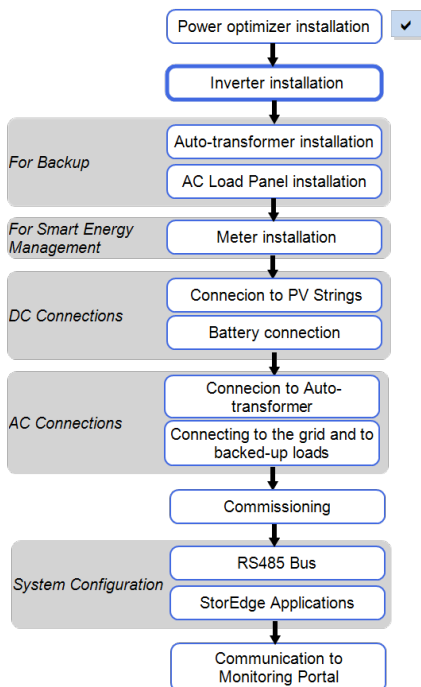 Power optimizer installation
Inverter installation
For Backup
Auto-transformer installation
AC Load Panel installation
For Smart Energy
Management
Meter installation
DC Connections
Connecion to PV Strings
Battery connection
AC Connections
Connecion to Auto-
transformer
Connecting to the grid and to
backed-up loads
Commissioning
System Configuration
RS485 Bus
StorEdge Applications
Communication to
Monitoring Portal